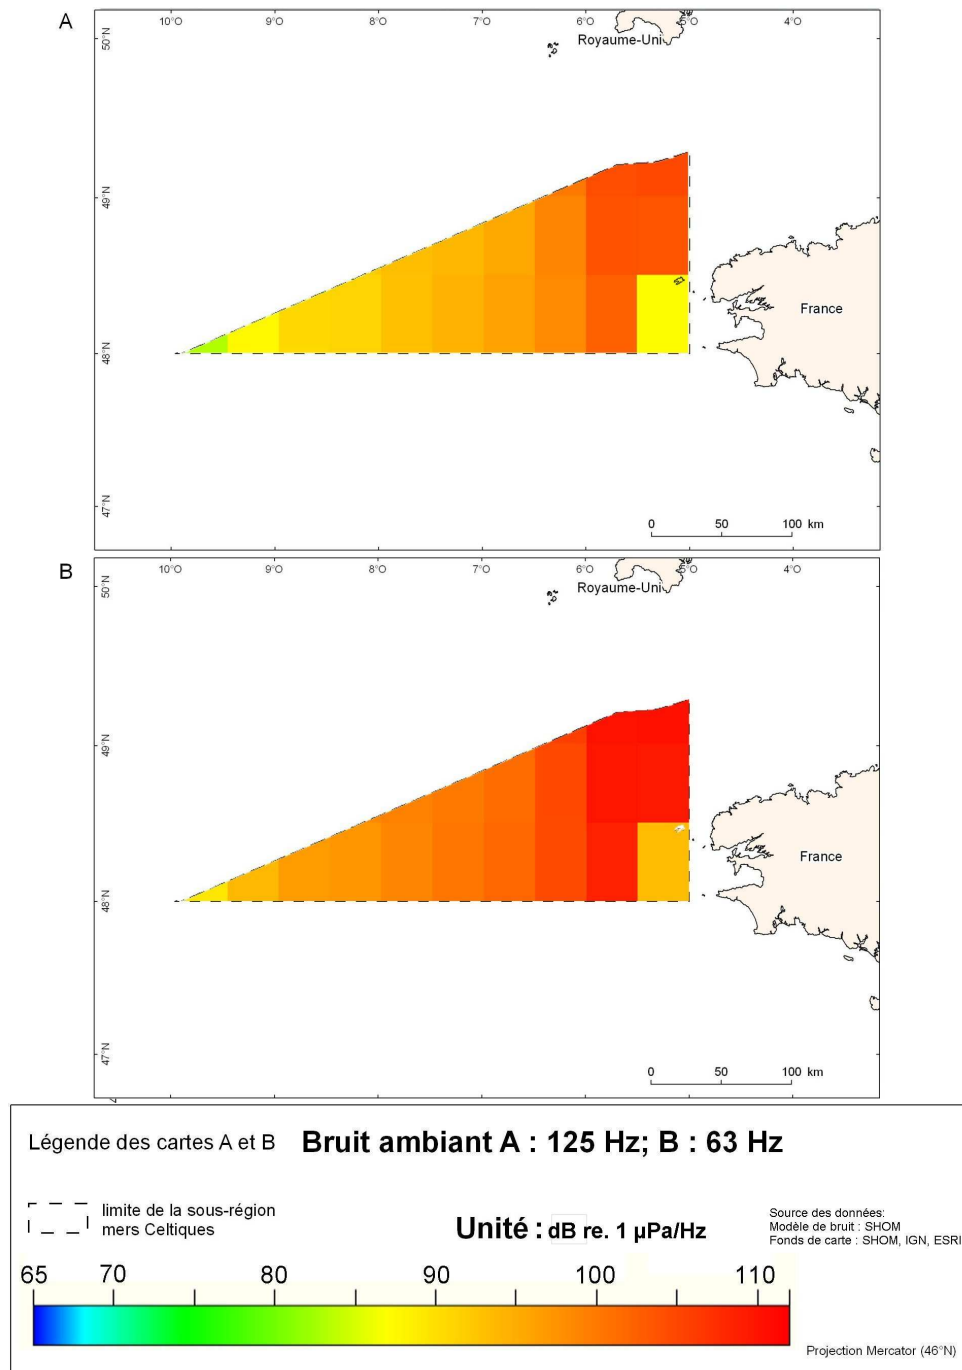 A
10°O 9°O 8°O 7°O 6°O 5°O 4°O
50°N
Royaume-Uni
49°N
France
48°N
47°N
0 50 100 km
B
10°O 9°O 8°O 7°O 6°O 5°O 4°O
50°N
Royaume-Uni
49°N
France
48°N
47°N
0 50 100 km
Légende des cartes A et B Bruit ambiant A : 125 Hz; B : 63 Hz
limite de la sous-région
mers Celtiques
Unité : dB re. 1 µPa/Hz
Source des données:
Modèle de bruit : SHOM
Fonds de carte : SHOM, IGN, ESRI
65 70 80 90 100 110
Projection Mercator (46°N)